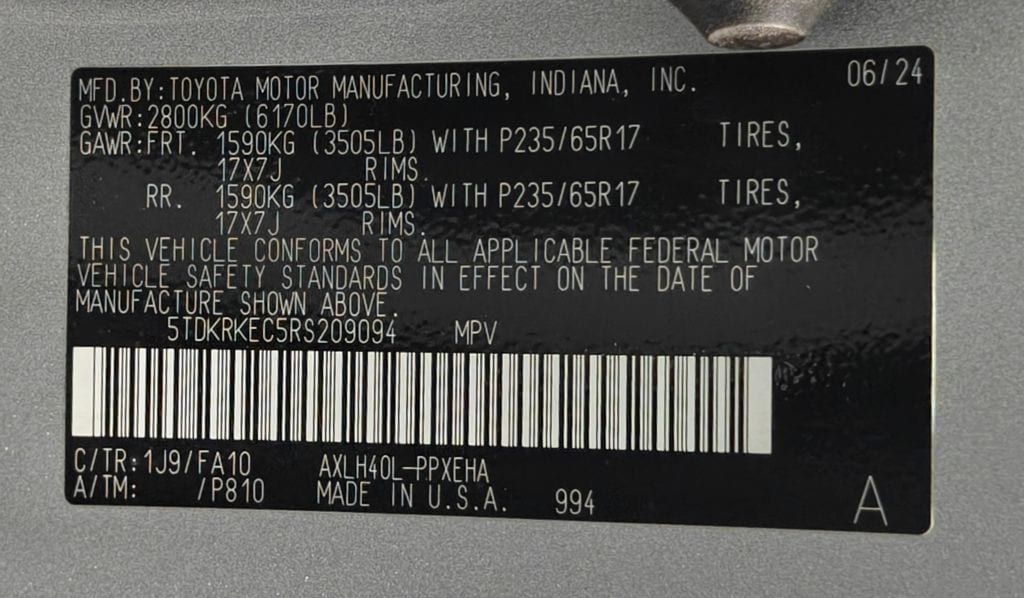 MFD.BY:TOYOTA MOTOR MANUFACTURING, INDIANA, INC. 06/24
GVWR:2800KG (6170LB)
GAWR:FRT. 1590KG (3505LB) WITH P235/65R17 TIRES,
17X7J RIMS.
RR. 1590KG (3505LB) WITH P235/65R17 TIRES,
17X7J RIMS.
THIS VEHICLE CONFORMS TO ALL APPLICABLE FEDERAL MOTOR
VEHICLE SAFETY STANDARDS IN EFFECT ON THE DATE OF
MANUFACTURE SHOWN ABOVE.
5TDKRKEC5RS209094 MPV
C/TR:1J9/FA10 AXLH40L-PPXEHA
A/TM: /P810 MADE IN U.S.A. 994 A